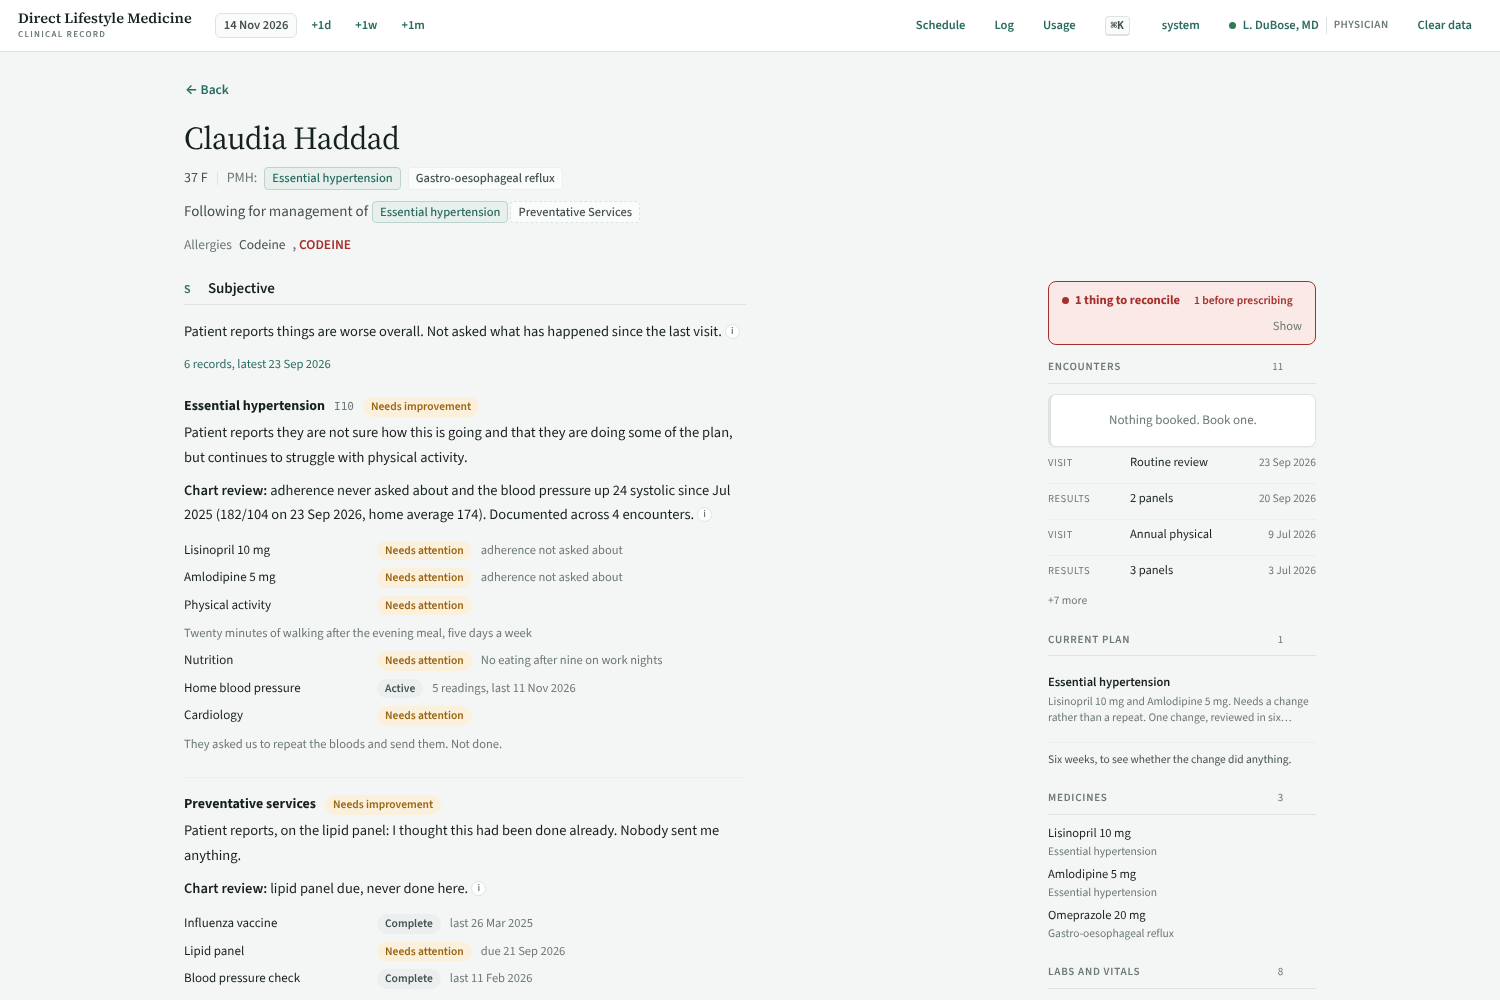 Direct Lifestyle Medicine
CLINICAL RECORD
14 Nov 2026 +1d +1w +1m
Schedule Log Usage ⌘K system L. DuBose, MD PHYSICIAN Clear data
← Back
Claudia Haddad
37 F PMH: Essential hypertension Gastro-oesophageal reflux
Following for management of Essential hypertension Preventative Services
Allergies Codeine , CODEINE
S Subjective
Patient reports things are worse overall. Not asked what has happened since the last visit. i
6 records, latest 23 Sep 2026
Essential hypertension I10 Needs improvement
Patient reports they are not sure how this is going and that they are doing some of the plan,
but continues to struggle with physical activity.
Chart review: adherence never asked about and the blood pressure up 24 systolic since Jul
2025 (182/104 on 23 Sep 2026, home average 174). Documented across 4 encounters. i
Lisinopril 10 mg Needs attention adherence not asked about
Amlodipine 5 mg Needs attention adherence not asked about
Physical activity Needs attention
Twenty minutes of walking after the evening meal, five days a week
Nutrition Needs attention No eating after nine on work nights
Home blood pressure Active 5 readings, last 11 Nov 2026
Cardiology Needs attention
They asked us to repeat the bloods and send them. Not done.
Preventative services Needs improvement
Patient reports, on the lipid panel: I thought this had been done already. Nobody sent me
anything.
Chart review: lipid panel due, never done here. i
Influenza vaccine Complete last 26 Mar 2025
Lipid panel Needs attention due 21 Sep 2026
Blood pressure check Complete last 11 Feb 2026
1 thing to reconcile 1 before prescribing
Show
ENCOUNTERS 11
Nothing booked. Book one.
VISIT Routine review 23 Sep 2026
RESULTS 2 panels 20 Sep 2026
VISIT Annual physical 9 Jul 2026
RESULTS 3 panels 3 Jul 2026
+7 more
CURRENT PLAN 1
Essential hypertension
Lisinopril 10 mg and Amlodipine 5 mg. Needs a change
rather than a repeat. One change, reviewed in six…
Six weeks, to see whether the change did anything.
MEDICINES 3
Lisinopril 10 mg
Essential hypertension
Amlodipine 5 mg
Essential hypertension
Omeprazole 20 mg
Gastro-oesophageal reflux
LABS AND VITALS 8